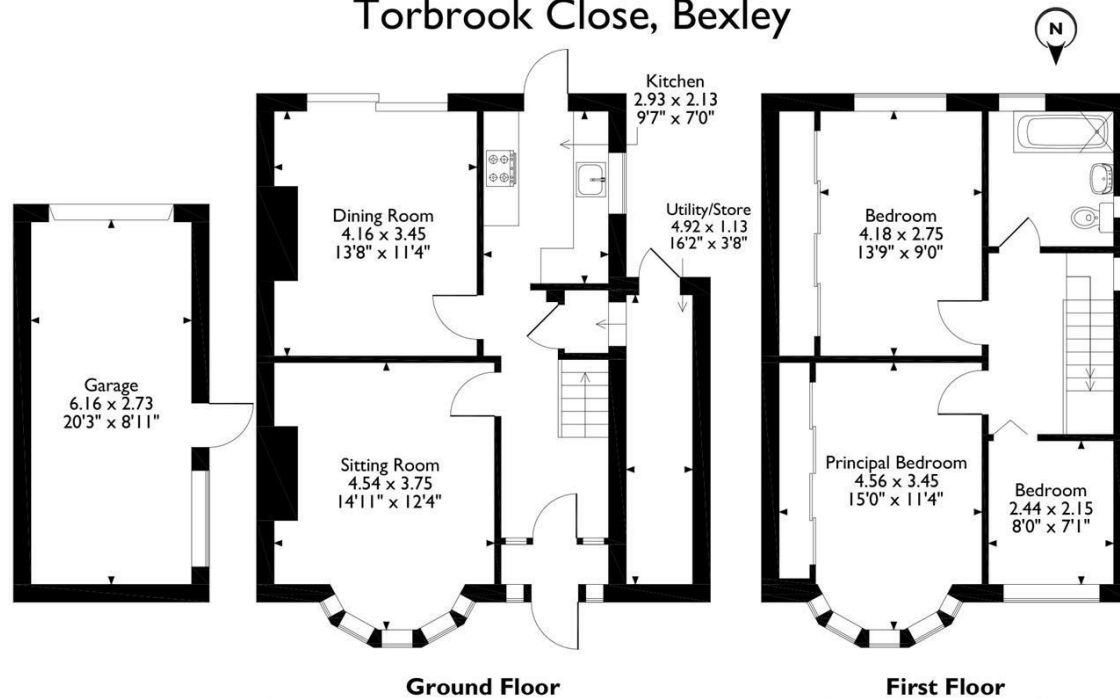 Torbrook Close, Bexley
N
Kitchen
2.93 x 2.13
9'7" x 7'0"
Dining Room
4.16 x 3.45
13'8" x 11'4"
Utility/Store
4.92 x 1.13
16'2" x 3'8"
Bedroom
4.18 x 2.75
13'9" x 9'0"
Garage
6.16 x 2.73
20'3" x 8'11"
Sitting Room
4.54 x 3.75
14'11" x 12'4"
Principal Bedroom
4.56 x 3.45
15'0" x 11'4"
Bedroom
2.44 x 2.15
8'0" x 7'1"
Ground Floor
First Floor